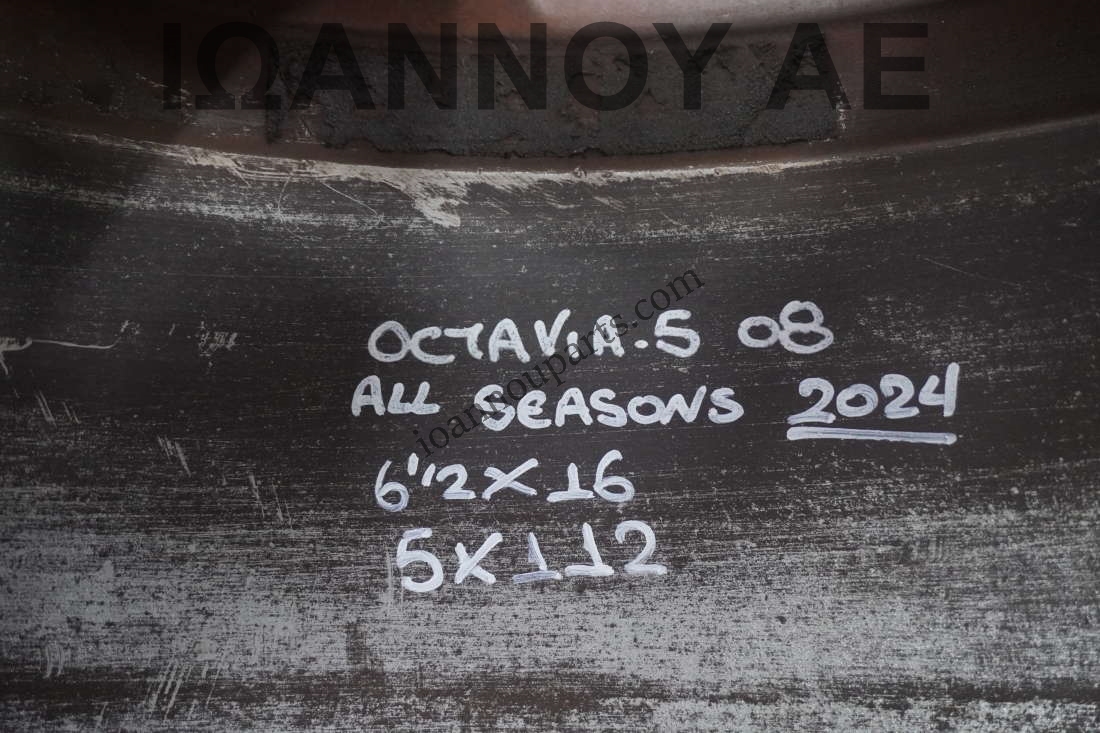 ΙΩΑΝΝΟΥ ΑΕ
OCTAVIA.5 08
ioannouparts.com
ALL SEASONS 2024
6'1/2X16
5X112